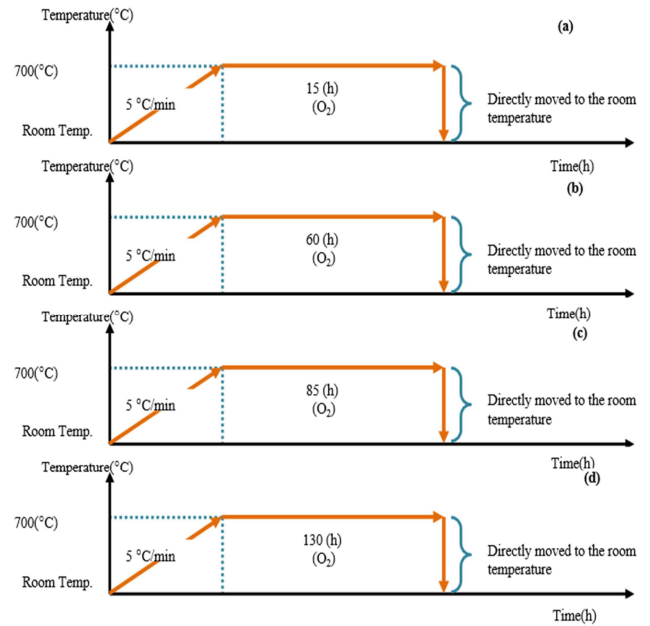 Temperature(°C)
(a)
700(°C)
15 (h)
5 °C/min
(O₂)
Directly moved to the room
temperature
Room Temp.
Time(h)
Temperature(°C)
(b)
700(°C)
60 (h)
5 °C/min
(O₂)
Directly moved to the room
temperature
Room Temp.
Time(h)
Temperature(°C)
(c)
700(°C)
85 (h)
5 °C/min
(O₂)
Directly moved to the room
temperature
Room Temp.
Time(h)
Temperature(°C)
(d)
700(°C)
130 (h)
5 °C/min
(O₂)
Directly moved to the room
temperature
Room Temp.
Time(h)